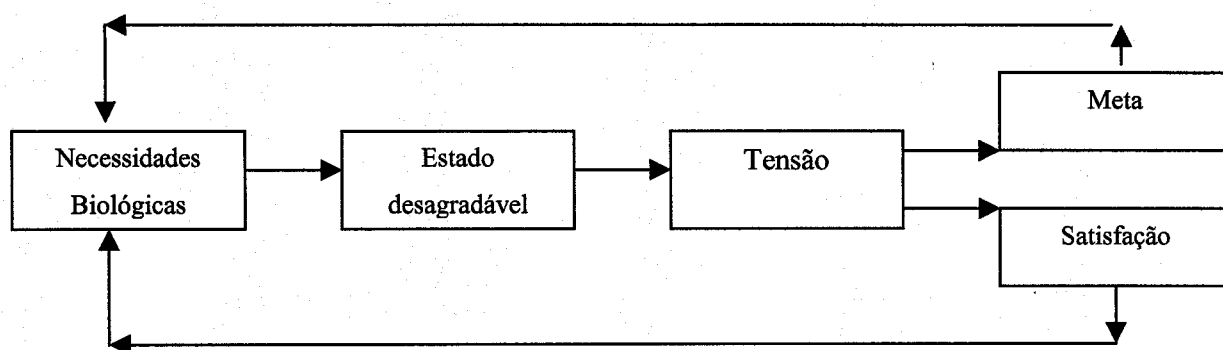 Meta
Necessidades
Biológicas
Estado
desagradável
Tensão
Satisfação